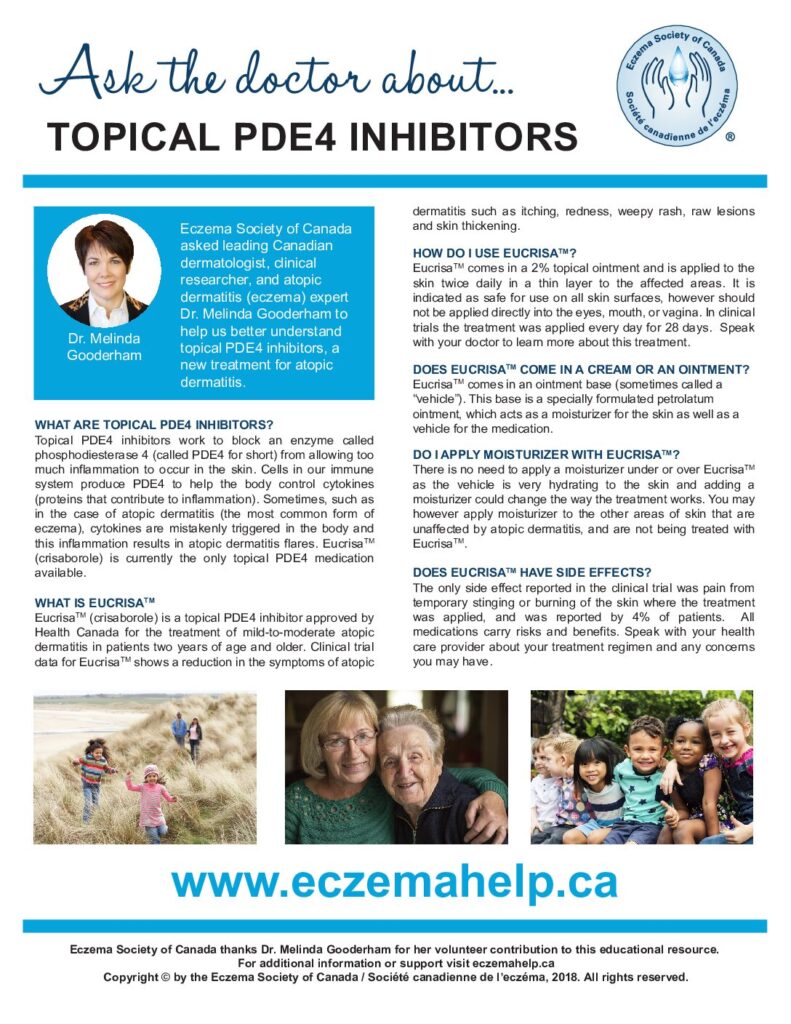 Ask the doctor about...
TOPICAL PDE4 INHIBITORS
Eczema Society of Canada
Société canadienne de l'eczéma
®
Dr. Melinda
Gooderham
Eczema Society of Canada
asked leading Canadian
dermatologist, clinical
researcher, and atopic
dermatitis (eczema) expert
Dr. Melinda Gooderham to
help us better understand
topical PDE4 inhibitors, a
new treatment for atopic
dermatitis.
WHAT ARE TOPICAL PDE4 INHIBITORS?
Topical PDE4 inhibitors work to block an enzyme called
phosphodiesterase 4 (called PDE4 for short) from allowing too
much inflammation to occur in the skin. Cells in our immune
system produce PDE4 to help the body control cytokines
(proteins that contribute to inflammation). Sometimes, such as
in the case of atopic dermatitis (the most common form of
eczema), cytokines are mistakenly triggered in the body and
this inflammation results in atopic dermatitis flares. Eucrisa™
(crisaborole) is currently the only topical PDE4 medication
available.
WHAT IS EUCRISA™
Eucrisa™ (crisaborole) is a topical PDE4 inhibitor approved by
Health Canada for the treatment of mild-to-moderate atopic
dermatitis in patients two years of age and older. Clinical trial
data for Eucrisa™ shows a reduction in the symptoms of atopic
dermatitis such as itching, redness, weepy rash, raw lesions
and skin thickening.
HOW DO I USE EUCRISA™?
Eucrisa™ comes in a 2% topical ointment and is applied to the
skin twice daily in a thin layer to the affected areas. It is
indicated as safe for use on all skin surfaces, however should
not be applied directly into the eyes, mouth, or vagina. In clinical
trials the treatment was applied every day for 28 days. Speak
with your doctor to learn more about this treatment.
DOES EUCRISA™ COME IN A CREAM OR AN OINTMENT?
Eucrisa™ comes in an ointment base (sometimes called a
"vehicle"). This base is a specially formulated petrolatum
ointment, which acts as a moisturizer for the skin as well as a
vehicle for the medication.
DO I APPLY MOISTURIZER WITH EUCRISA™?
There is no need to apply a moisturizer under or over Eucrisa™
as the vehicle is very hydrating to the skin and adding a
moisturizer could change the way the treatment works. You may
however apply moisturizer to the other areas of skin that are
unaffected by atopic dermatitis, and are not being treated with
Eucrisa™.
DOES EUCRISA™ HAVE SIDE EFFECTS?
The only side effect reported in the clinical trial was pain from
temporary stinging or burning of the skin where the treatment
was applied, and was reported by 4% of patients. All
medications carry risks and benefits. Speak with your health
care provider about your treatment regimen and any concerns
you may have.
www.eczemahelp.ca
Eczema Society of Canada thanks Dr. Melinda Gooderham for her volunteer contribution to this educational resource.
For additional information or support visit eczemahelp.ca
Copyright © by the Eczema Society of Canada / Société canadienne de l'eczéma, 2018. All rights reserved.